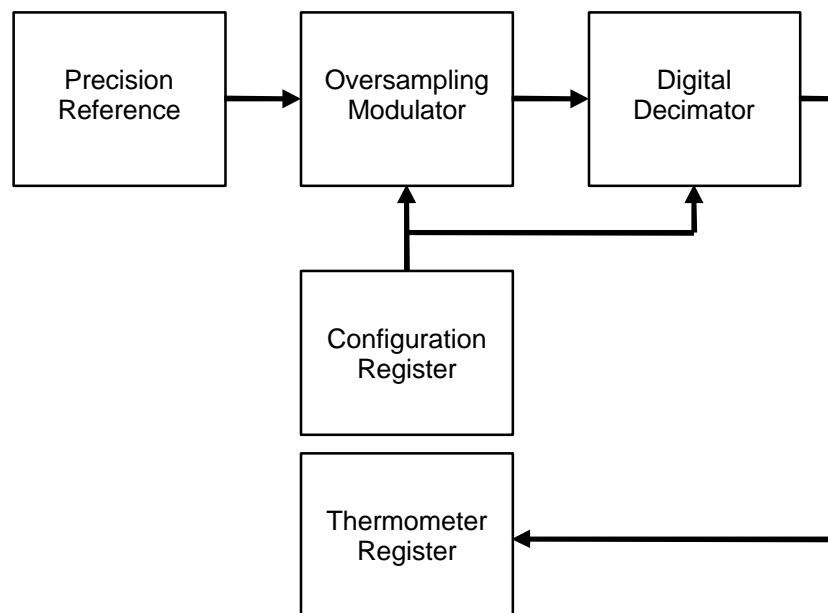 Precision
Reference
Oversampling
Modulator
Digital
Decimator
Configuration
Register
Thermometer
Register